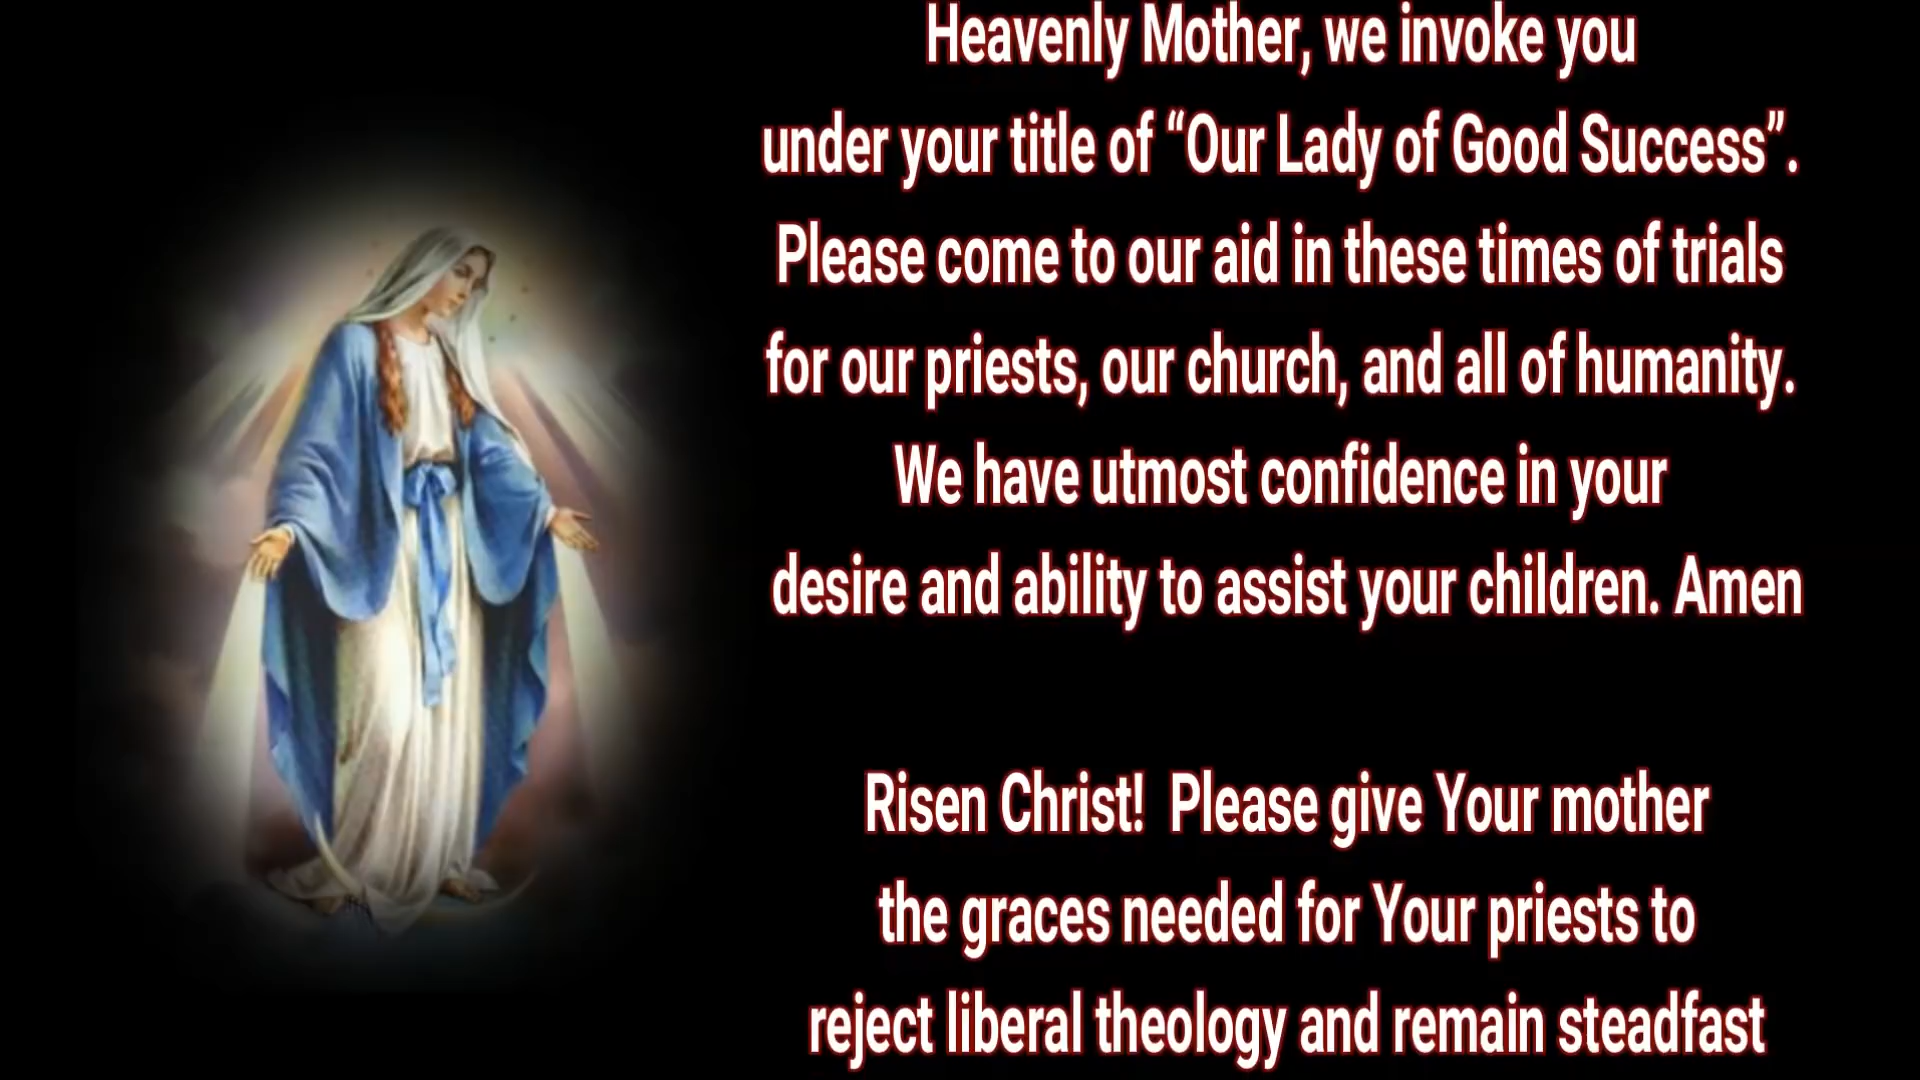 Heavenly Mother, we invoke you
under your title of “Our Lady of Good Success”.
Please come to our aid in these times of trials
for our priests, our church, and all of humanity.
We have utmost confidence in your
desire and ability to assist your children. Amen
Risen Christ!  Please give Your mother
the graces needed for Your priests to
reject liberal theology and remain steadfast